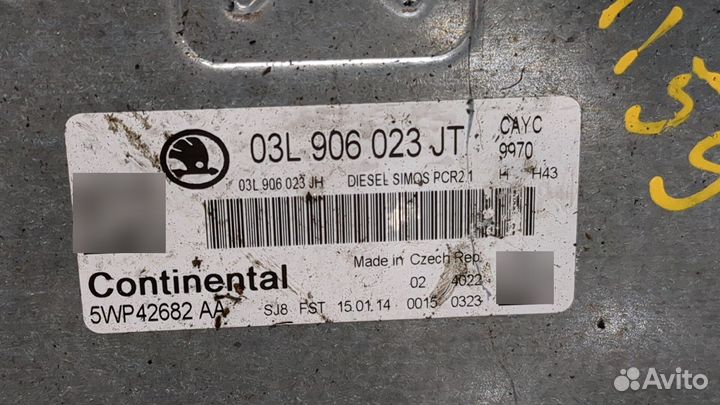 03L 906 023 JT CAYC
9970
03L 906 023 JH DIESEL SIMOS PCR2.1 H H43
Made in Czech Rep.
Continental 02 4022
5WP42682 AA SJ8 FST 15.01.14 0015 0323
Avito